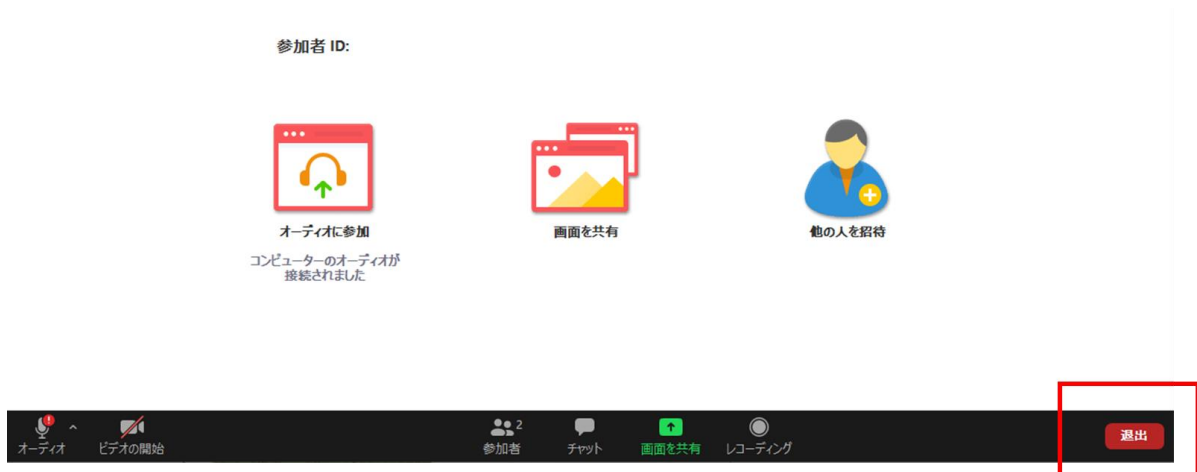 参加者 ID:
オーディオに参加
画面を共有
他の人を招待
コンピューターのオーディオが
接続されました
オーディオ
ビデオの開始
2
参加者
チャット
画面を共有
レコーディング
退出